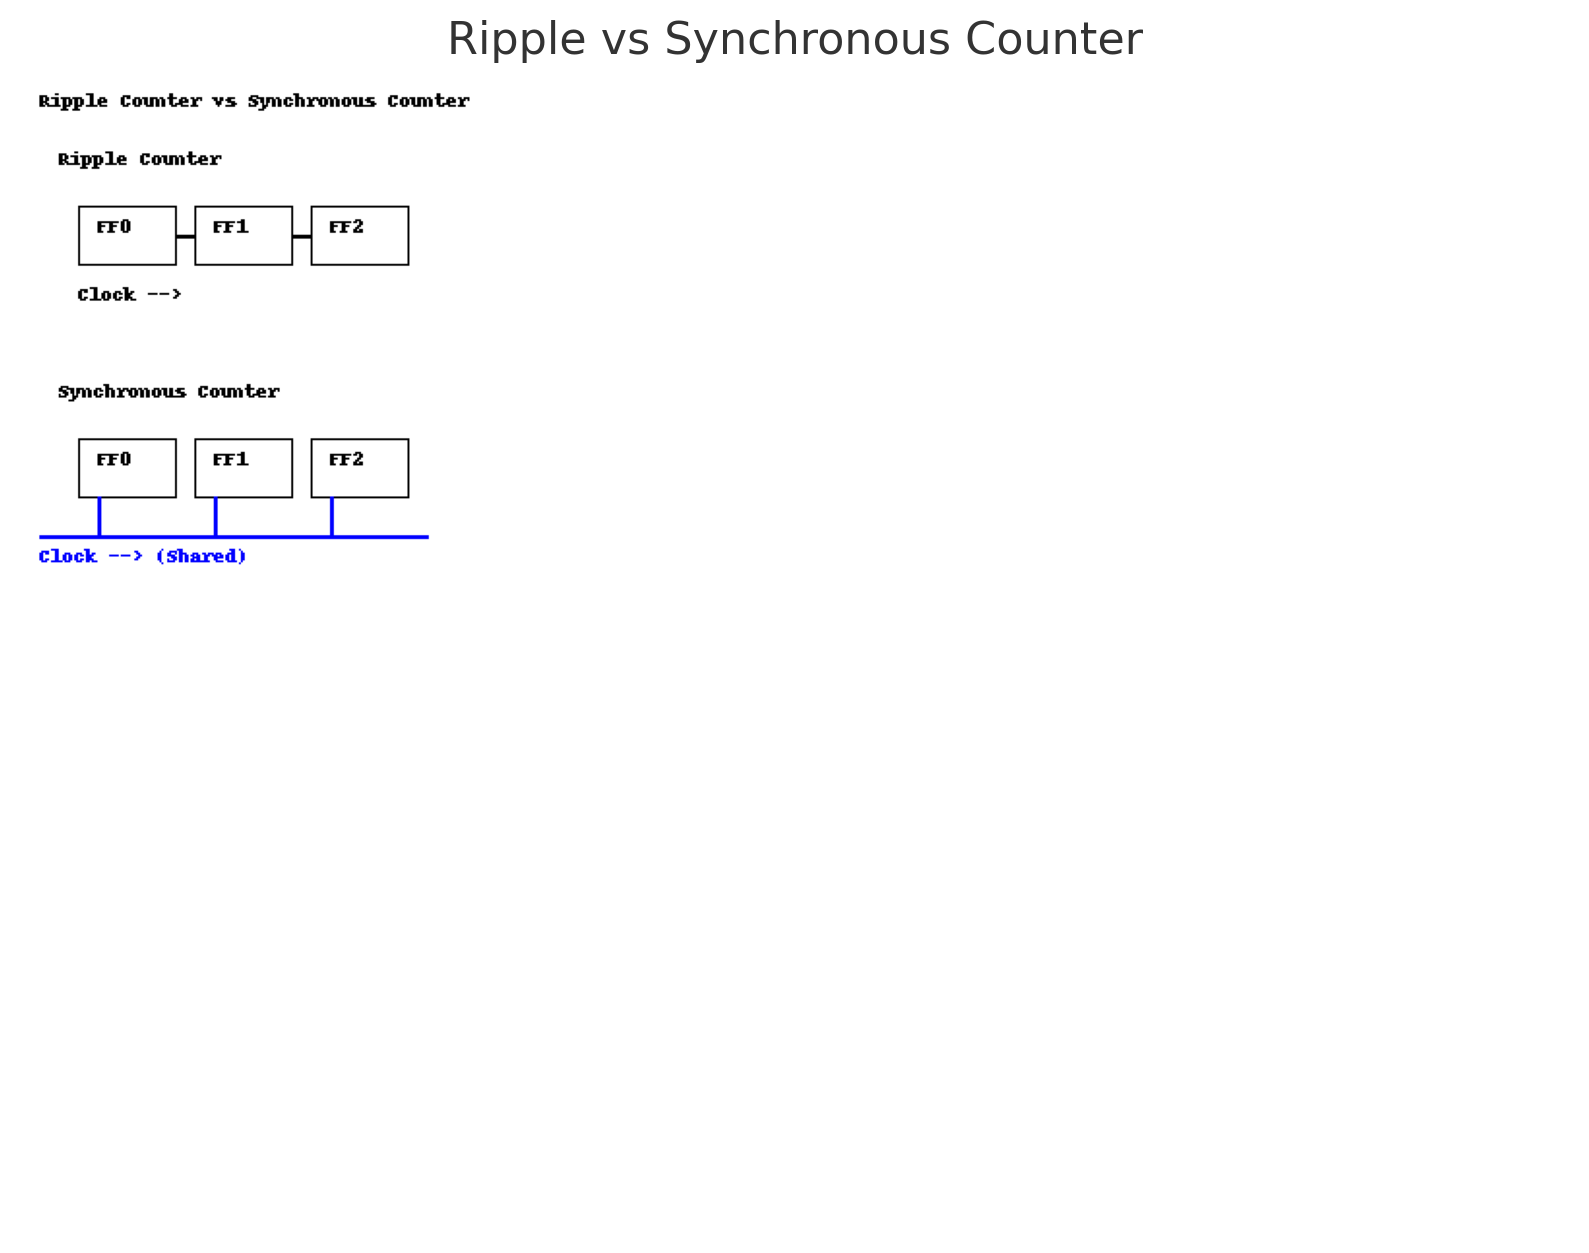 Ripple vs Synchronous Counter
Ripple Counter vs Synchronous Counter
Ripple Counter
FF0 FF1 FF2
Clock -->
Synchronous Counter
FF0 FF1 FF2
Clock --> (Shared)